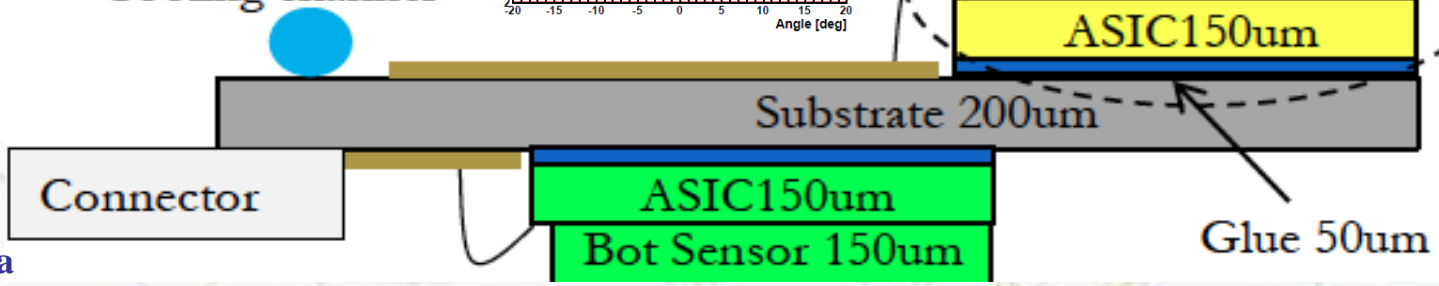 -20 -15 -10 -5 0 5 10 15 20
Angle [deg]
ASIC150um
Substrate 200um
Connector
ASIC150um
Glue 50um
Bot Sensor 150um
a